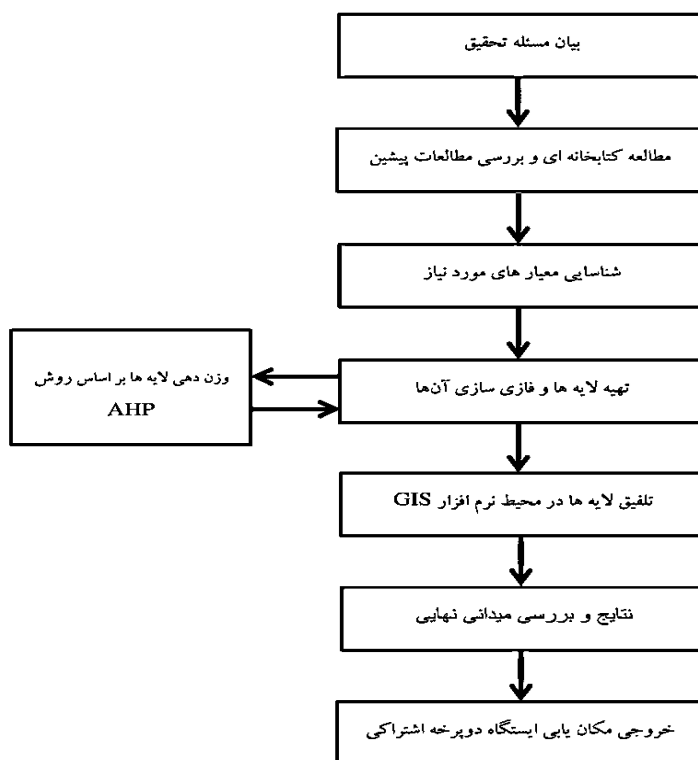 بیان مسئله تحقیق
مطالعه کتابخانه ای و بررسی مطالعات پیشین
شناسایی معیار های مورد نیاز
تهیه لایه ها و فازی سازی آن‌ها
وزن دهی لایه ها بر اساس روش
AHP
تلفیق لایه ها در محیط نرم افزار GIS
نتایج و بررسی میدانی نهایی
خروجی مکان یابی ایستگاه دوچرخه اشتراکی